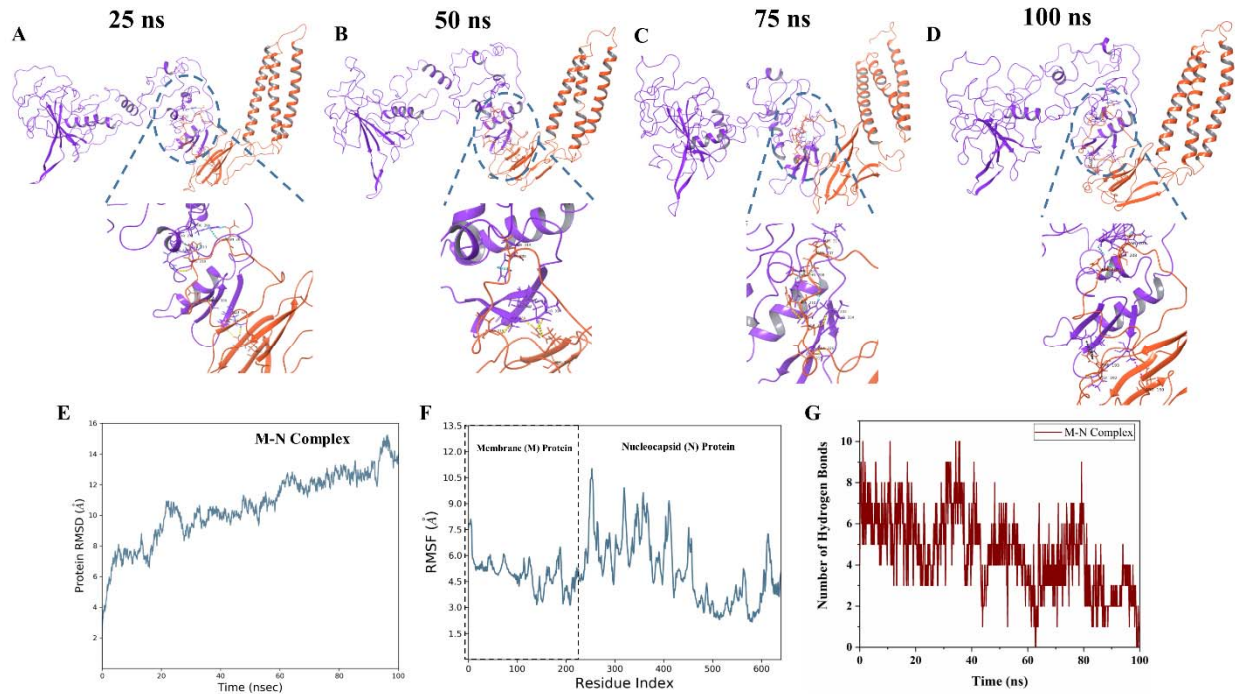 25 ns
50 ns
75 ns
100 ns
A
B
C
D
E
M-N Complex
16
14
12
10
8
6
4
2
Protein RMSD (Å)
0
20
40
60
80
100
Time (nsec)
F
13.5
12.0
10.5
9.0
7.5
6.0
4.5
3.0
1.5
RMSF (Å)
Membrane (M) Protein
Nucleocapsid (N) Protein
0
100
200
300
400
500
600
Residue Index
G
M-N Complex
10
8
6
4
2
0
Number of Hydrogen Bonds
0
20
40
60
80
100
Time (ns)